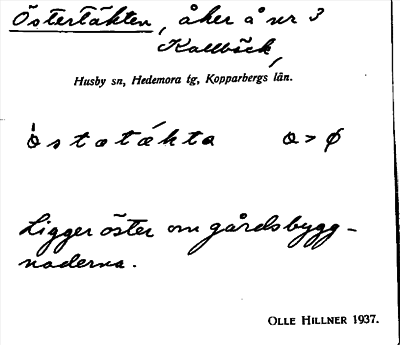 Östertäkten, åker å nr 3
Kallbäck,
Husby sn, Hedemora tg, Kopparbergs län.
östatäkta a > ø
Ligger öster om gårdsbygg-
naderna.
OLLE HILLNER 1937.